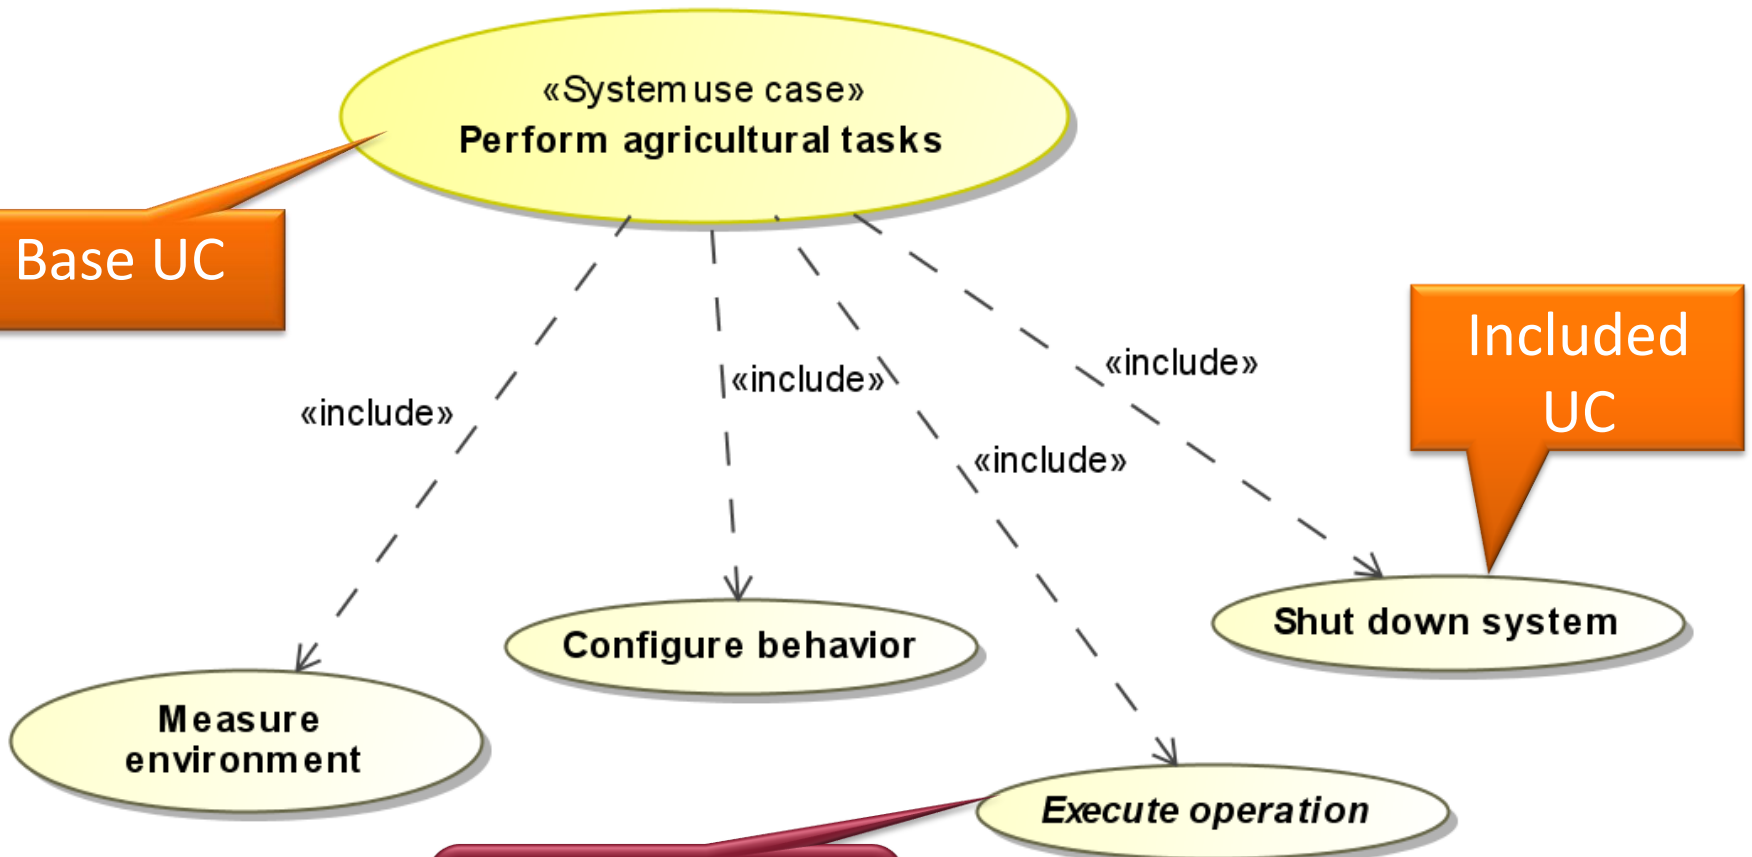 «System use case»
Perform agricultural tasks
Base UC
Included
UC
«include»
«include»
«include»
«include»
Shut down system
Configure behavior
Measure
environment
Execute operation